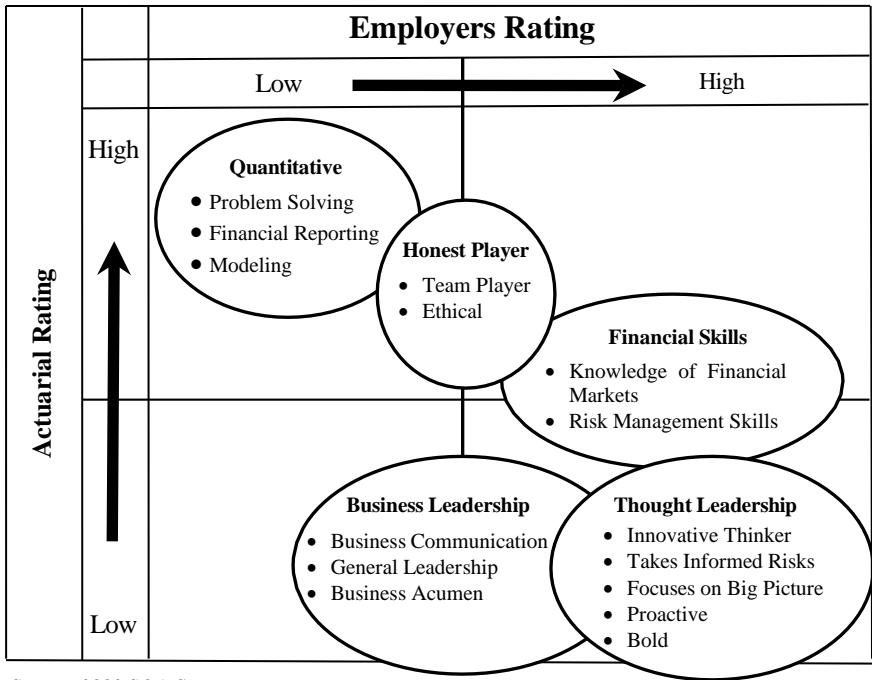 Employers Rating
Low
High
High
Quantitative
• Problem Solving
• Financial Reporting
• Modeling
Honest Player
• Team Player
• Ethical
Financial Skills
• Knowledge of Financial
Markets
• Risk Management Skills
Actuarial Rating
Business Leadership
• Business Communication
• General Leadership
• Business Acumen
Thought Leadership
• Innovative Thinker
• Takes Informed Risks
• Focuses on Big Picture
• Proactive
• Bold
Low